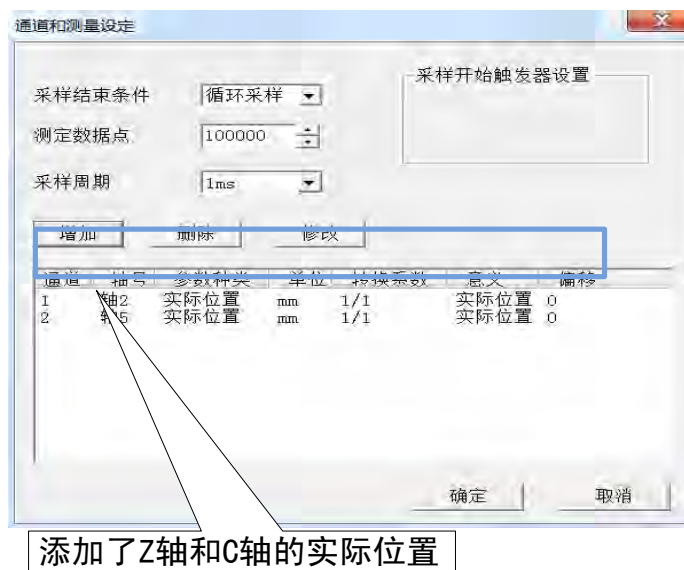 通道和测量设定
采样开始触发器设置
采样结束条件 循环采样
测定数据点 100000
采样周期 1ms
增加 删除 修改
通道 轴号 参数种类 单位 转换系数 意义 偏移
1 轴2 实际位置 mm 1/1 实际位置 0
2 轴5 实际位置 mm 1/1 实际位置 0
确定 取消
添加了Z轴和C轴的实际位置